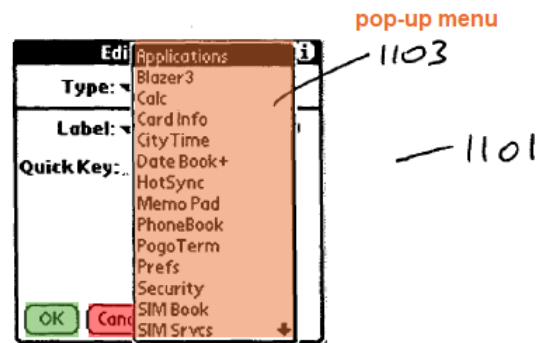 pop-up menu
1103
1101
Edi
Applications
Type:
Blazer3
Calc
Label:
Card Info
CityTime
Quick Key:
Date Book+
HotSync
Memo Pad
PhoneBook
PogoTerm
Prefs
Security
SIM Book
OK
Canc
SIM Srvcs